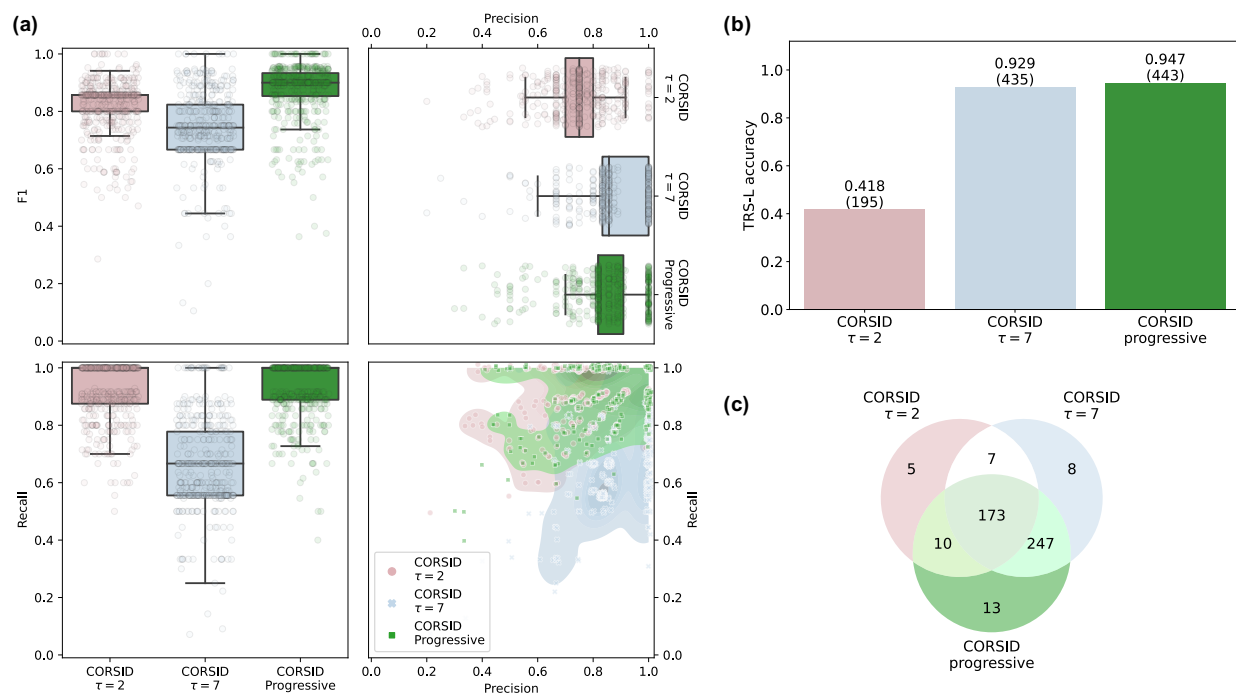 (a)
Precision
0.0 0.2 0.4 0.6 0.8 1.0
1.0
0.8
0.6
0.4
0.2
0.0
F1
CORSID
τ = 2
CORSID
τ = 7
CORSID
Progressive
1.0
0.8
0.6
0.4
0.2
0.0
Recall
CORSID
τ = 2
CORSID
τ = 7
CORSID
Progressive
CORSID
τ = 2
CORSID
τ = 7
CORSID
Progressive
1.0
0.8
0.6
0.4
0.2
0.0
Recall
0.0 0.2 0.4 0.6 0.8 1.0
Precision
(b)
TRS-L accuracy
1.0
0.8
0.6
0.4
0.2
0.0
0.418
(195)
0.929
(435)
0.947
(443)
CORSID
τ = 2
CORSID
τ = 7
CORSID
progressive
(c)
CORSID
τ = 2
CORSID
τ = 7
5
7
8
173
10
247
13
CORSID
progressive